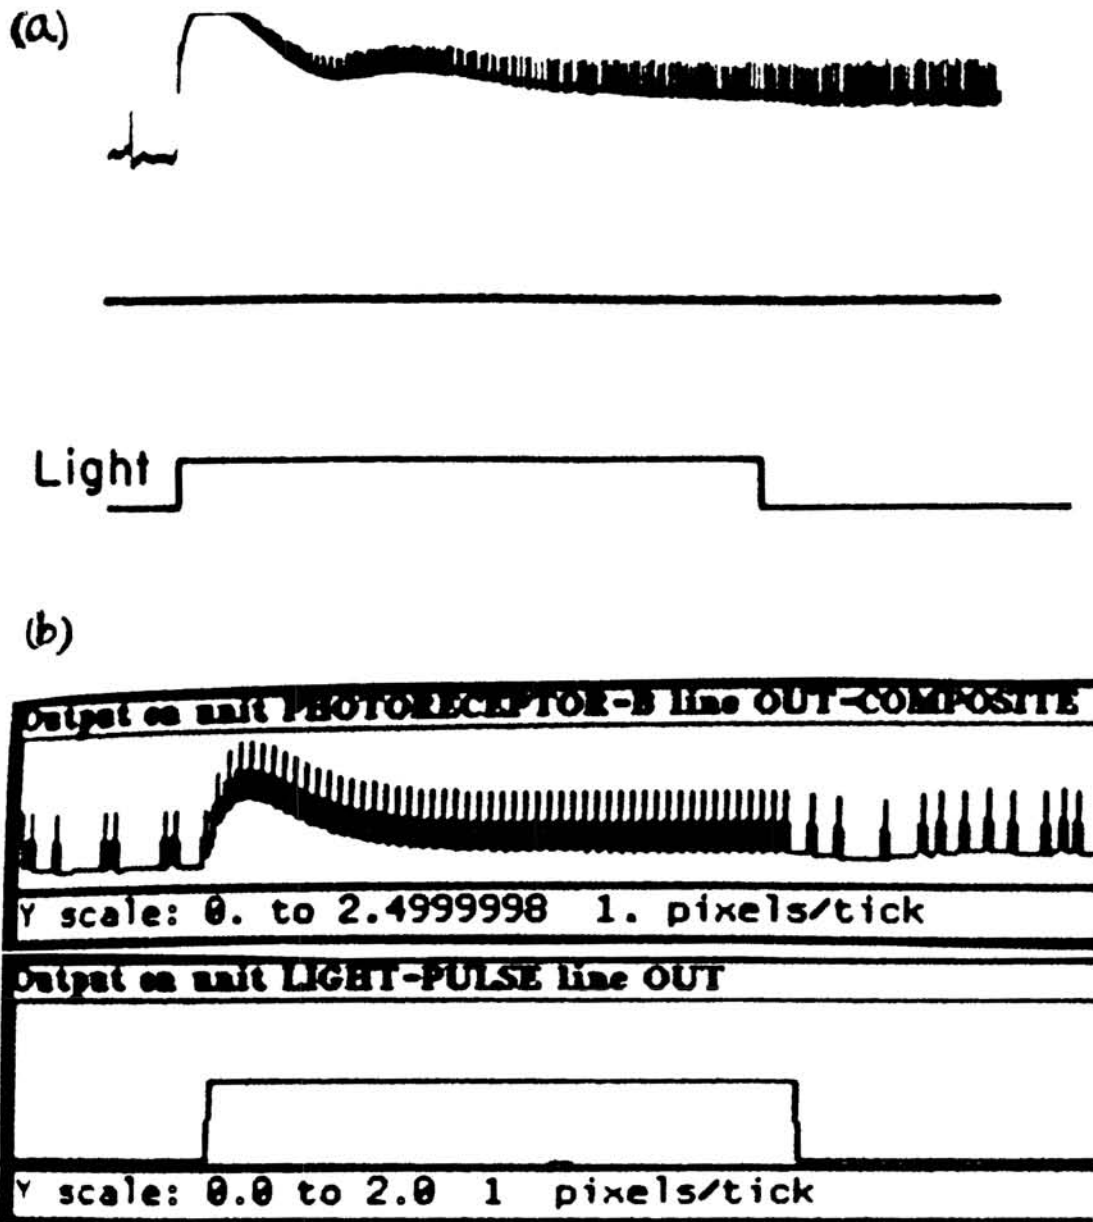 (a)
Light
(b)
Output on unit PHOTORECEPTOR-B line OUT-COMPOSITE
Y scale: 0. to 2.4999998 1. pixels/tick
Output on unit LIGHT-PULSE line OUT
Y scale: 0.0 to 2.0 1 pixels/tick